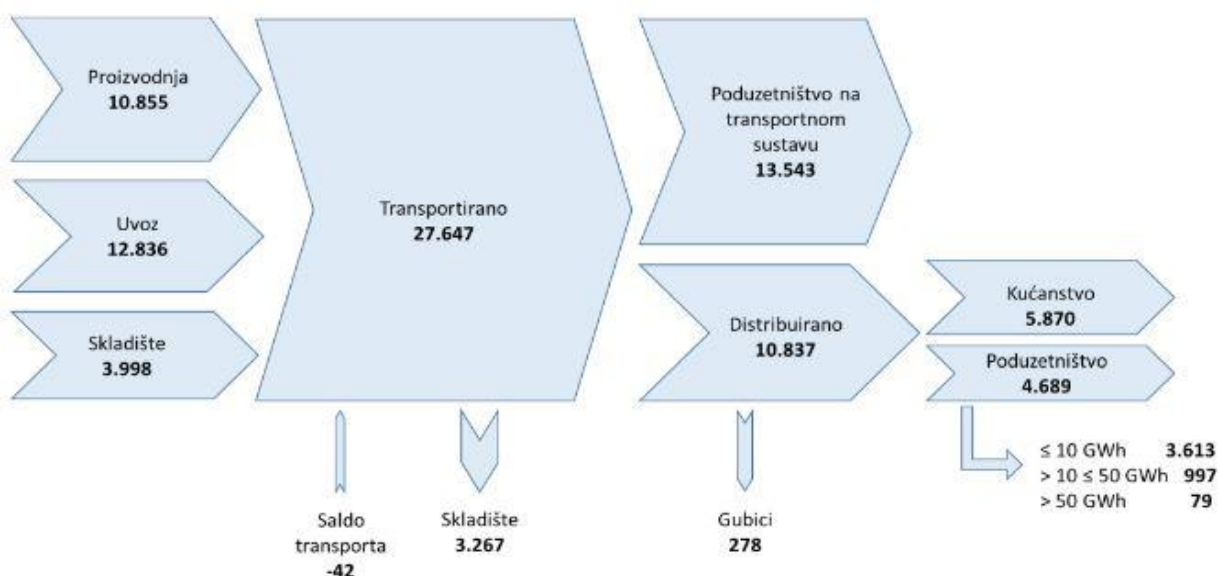 Proizvodnja
10.855
Uvoz
12.836
Skladište
3.998
Transportirano
27.647
Poduzetništvo na
transportnom
sustavu
13.543
Distribuirano
10.837
Kućanstvo
5.870
Poduzetništvo
4.689
≤ 10 GWh 3.613
> 10 ≤ 50 GWh 997
> 50 GWh 79
Saldo
transporta
-42
Skladište
3.267
Gubici
278